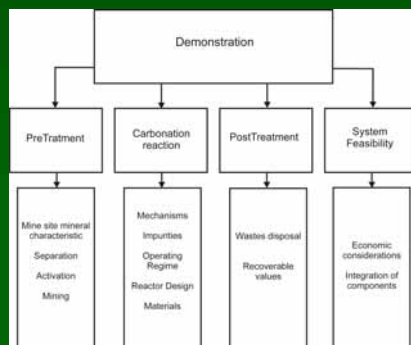 Demonstration
PreTratment
Carbonation
reaction
PostTreatment
System
Feasibility
Mine site mineral
characteristic
Separation
Activation
Mining
Mechanisms
Impurities
Operating
Regime
Reactor Design
Materials
Wastes disposal
Recoverable
values
Economic
considerations
Integration of
components